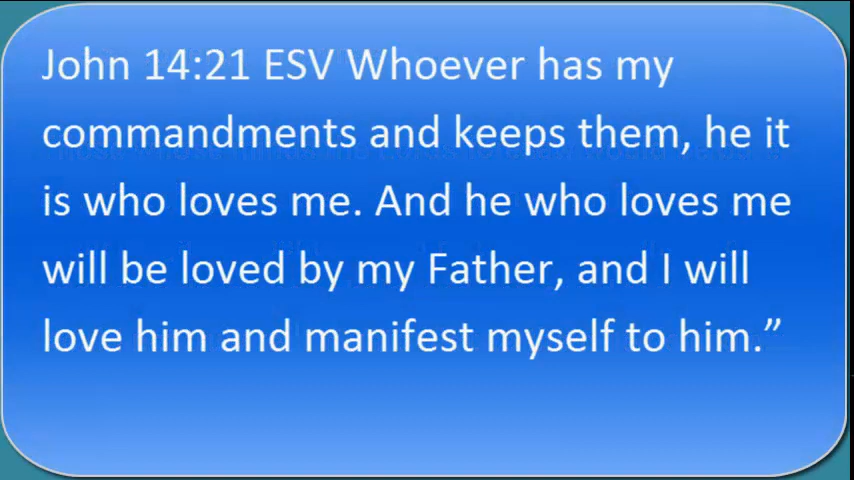 John 14:21 ESV Whoever has my
commandments and keeps them, he it
is who loves me. And he who loves me
will be loved by my Father, and I will
love him and manifest myself to him.”